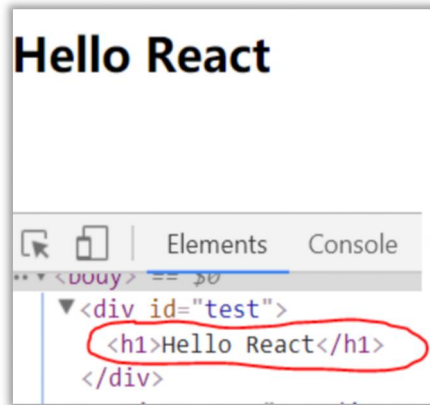 Hello React
Elements Console
▼<body> == $0
▼<div id="test">
<h1>Hello React</h1>
</div>